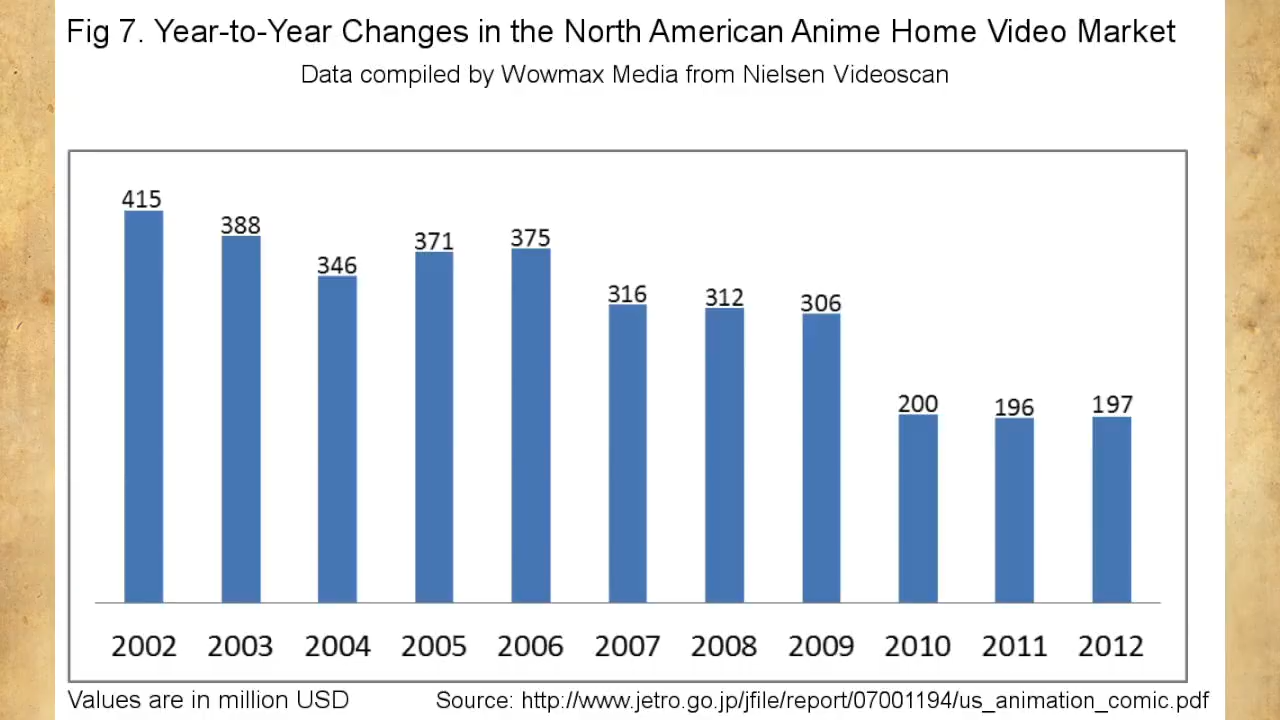 Fig 7. Year-to-Year Changes in the North American Anime Home Video Market
Data compiled by Wowmax Media from Nielsen Videoscan
415
388
346
371
375
316
312
306
200
196
197
2002 2003 2004 2005 2006 2007 2008 2009 2010 2011 2012
Values are in million USD
Source: http://www.jetro.go.jp/jfile/report/07001194/us_animation_comic.pdf